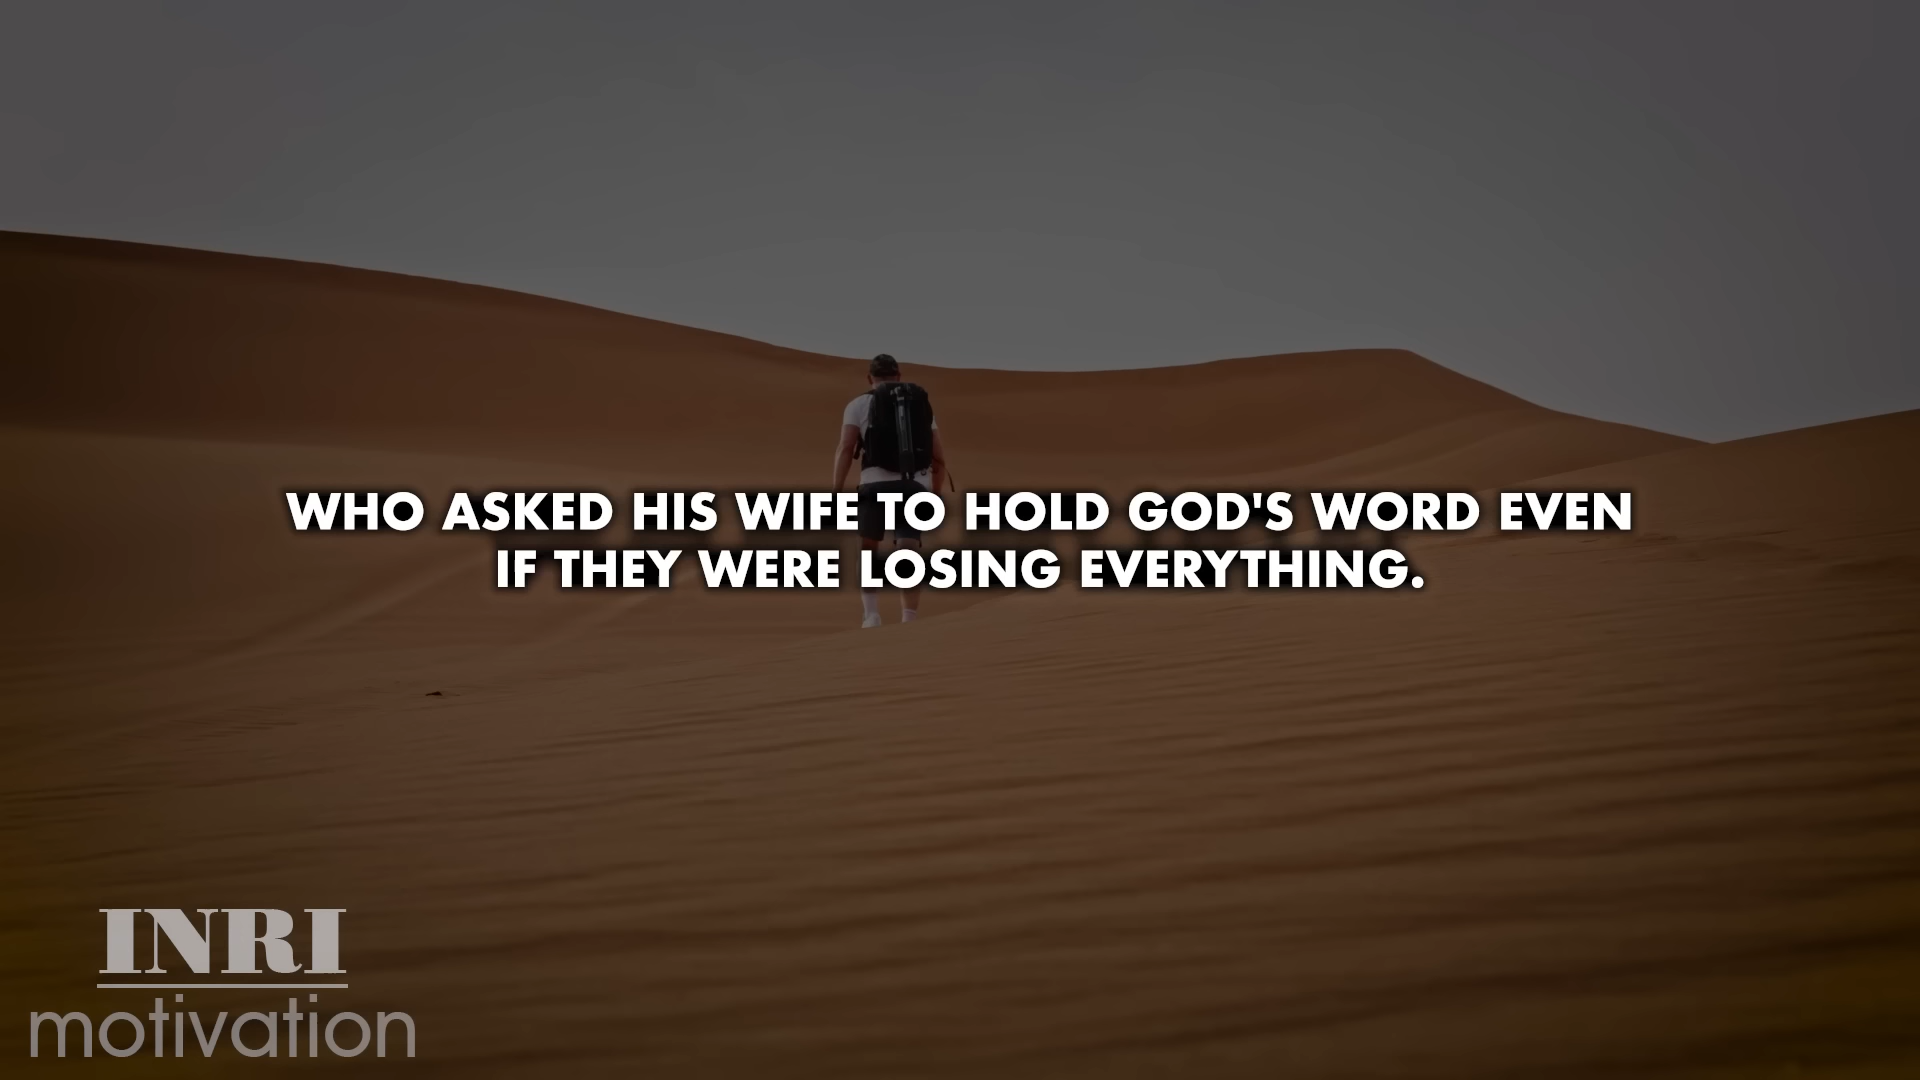 WHO ASKED HIS WIFE TO HOLD GOD'S WORD EVEN
IF THEY WERE LOSING EVERYTHING.
INRI
motivation